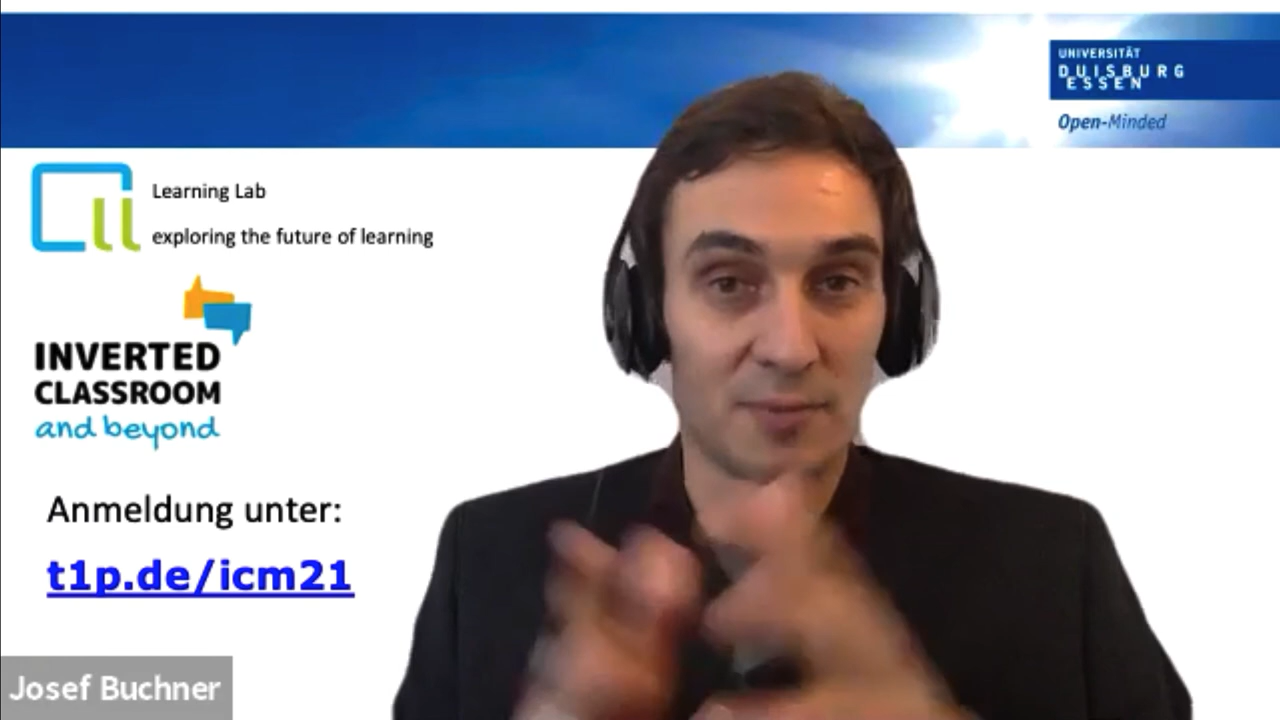 UNIVERSITÄT
DUISBURG
ESSEN
Open-Minded
Learning Lab
exploring the future of learning
INVERTED
CLASSROOM
and beyond
Anmeldung unter:
t1p.de/icm21
Josef Buchner